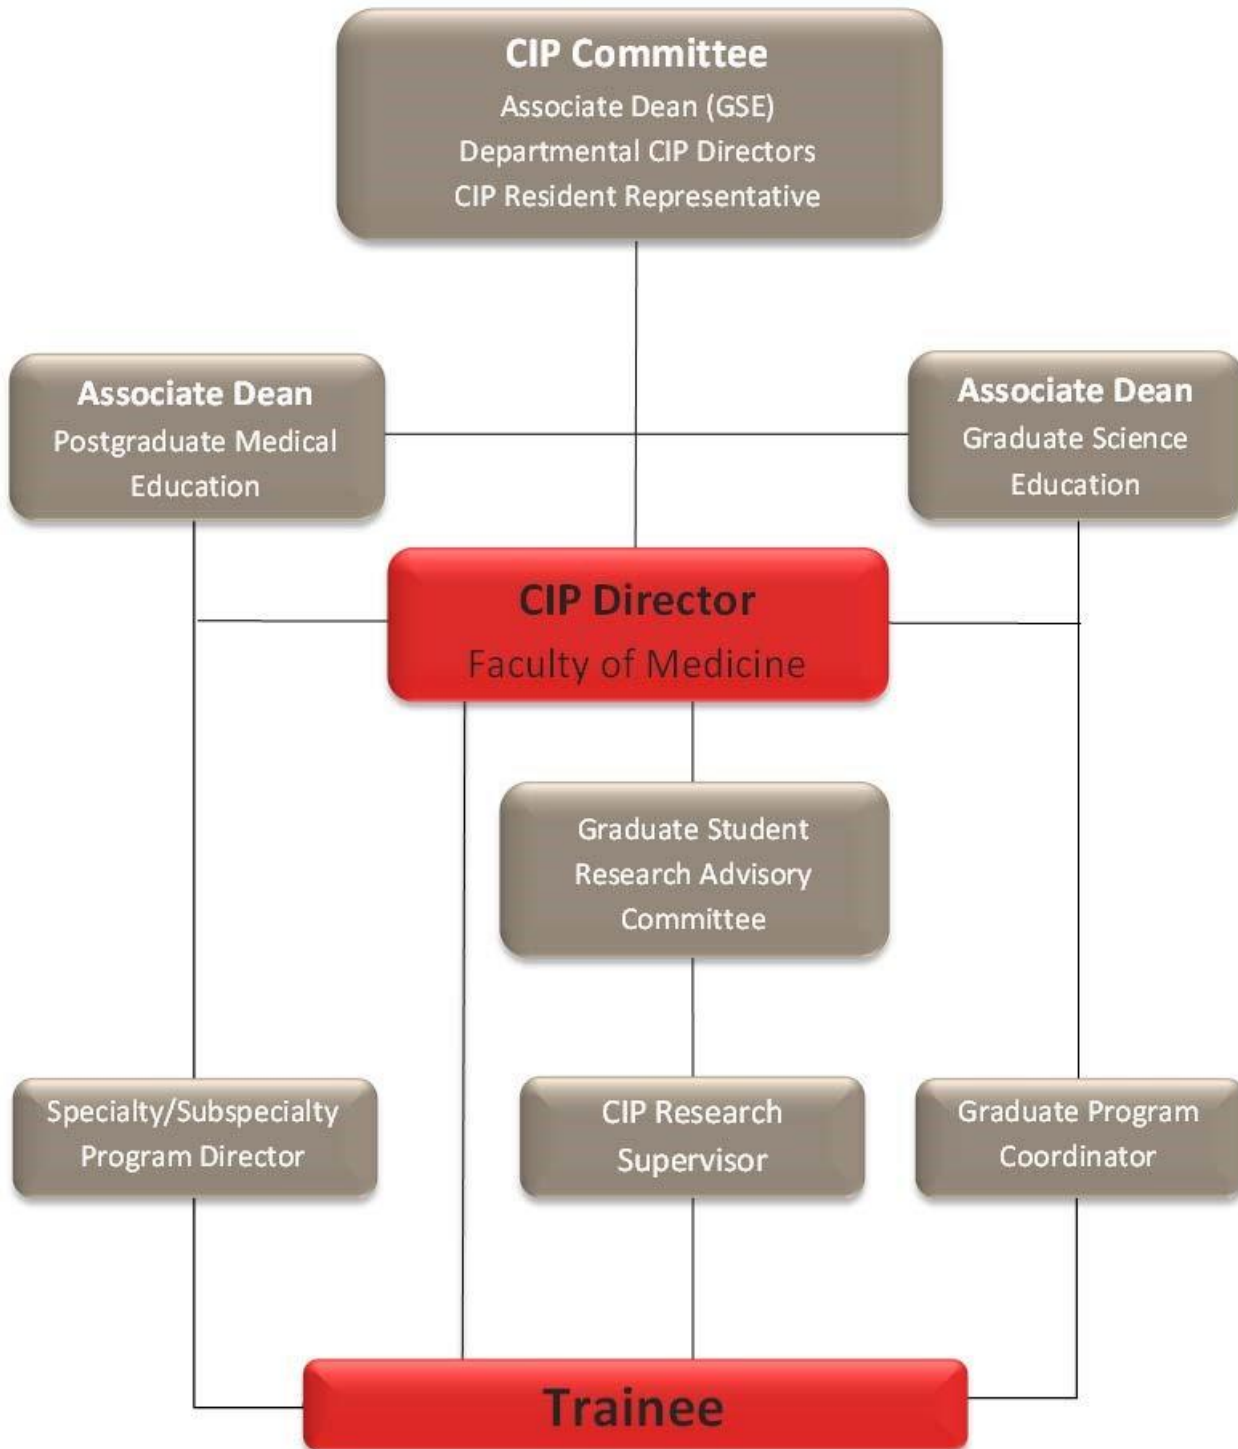 CIP Committee
Associate Dean (GSE)
Departmental CIP Directors
CIP Resident Representative
Associate Dean
Postgraduate Medical
Education
Associate Dean
Graduate Science
Education
CIP Director
Faculty of Medicine
Graduate Student
Research Advisory
Committee
Specialty/Subspecialty
Program Director
CIP Research
Supervisor
Graduate Program
Coordinator
Trainee